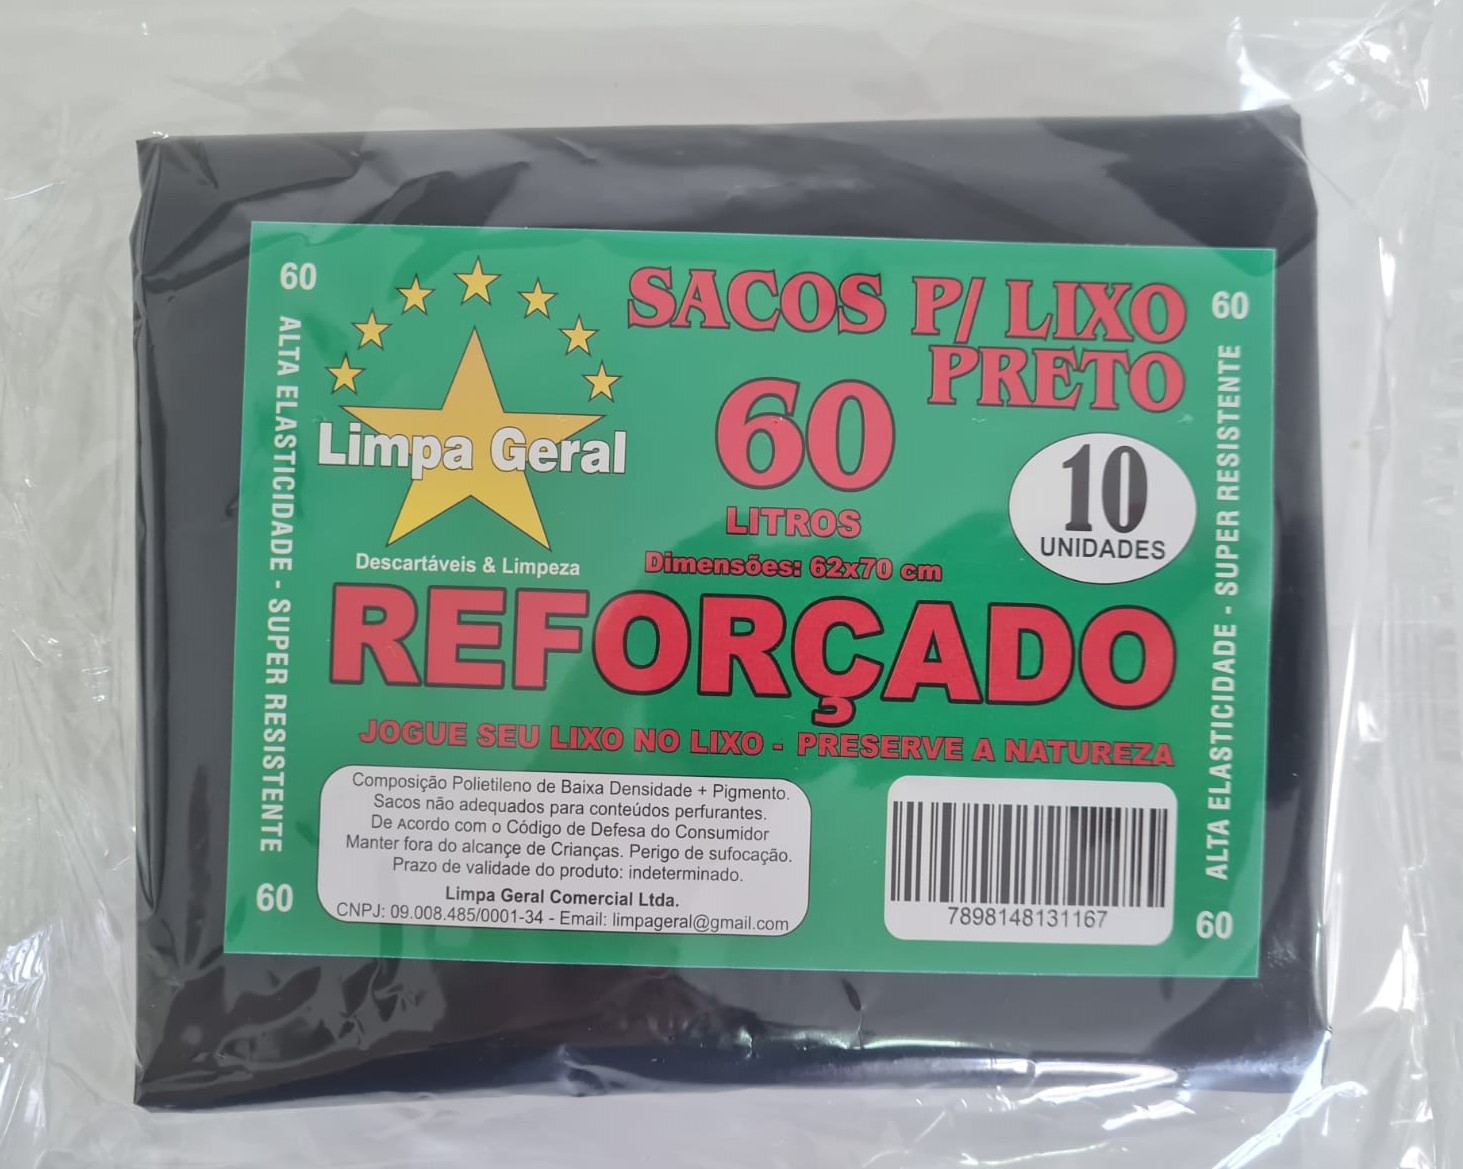 60
ALTA ELASTICIDADE - SUPER RESISTENTE
60
Limpa Geral
Descartáveis & Limpeza
SACOS P/ LIXO
PRETO
60
LITROS
Dimensões: 62x70 cm
10
UNIDADES
REFORÇADO
JOGUE SEU LIXO NO LIXO - PRESERVE A NATUREZA
Composição Polietileno de Baixa Densidade + Pigmento.
Sacos não adequados para conteúdos perfurantes.
De Acordo com o Código de Defesa do Consumidor
Manter fora do alcançe de Crianças. Perigo de sufocação.
Prazo de validade do produto: indeterminado.
Limpa Geral Comercial Ltda.
CNPJ: 09.008.485/0001-34 - Email: limpageral@gmail.com
7898148131167
60
ALTA ELASTICIDADE - SUPER RESISTENTE
60